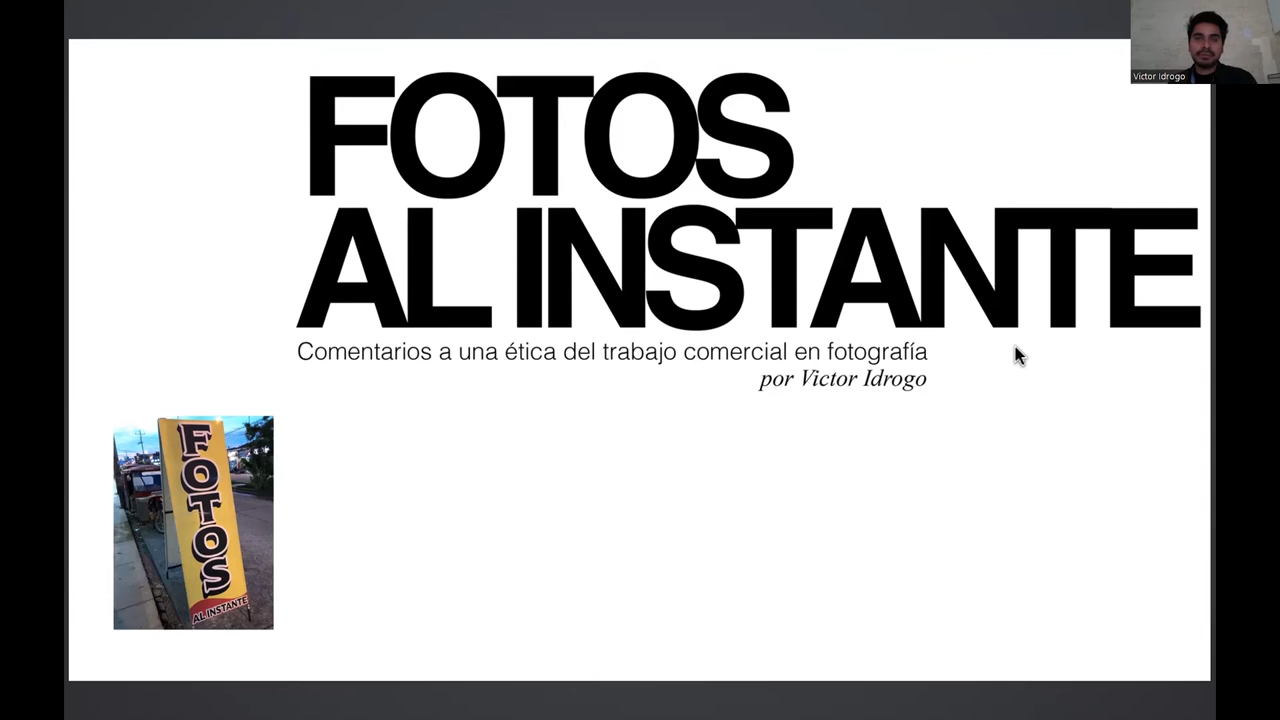 FOTOS
AL INSTANTE
Comentarios a una ética del trabajo comercial en fotografía
por Victor Idrogo
Victor Idrogo
FOTOS
AL INSTANTE